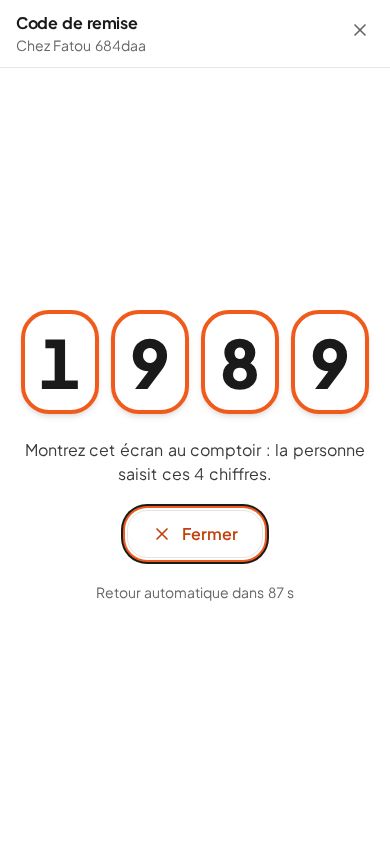 Code de remise
Chez Fatou 684daa
1 9 8 9
Montrez cet écran au comptoir : la personne
saisit ces 4 chiffres.
Fermer
Retour automatique dans 87 s